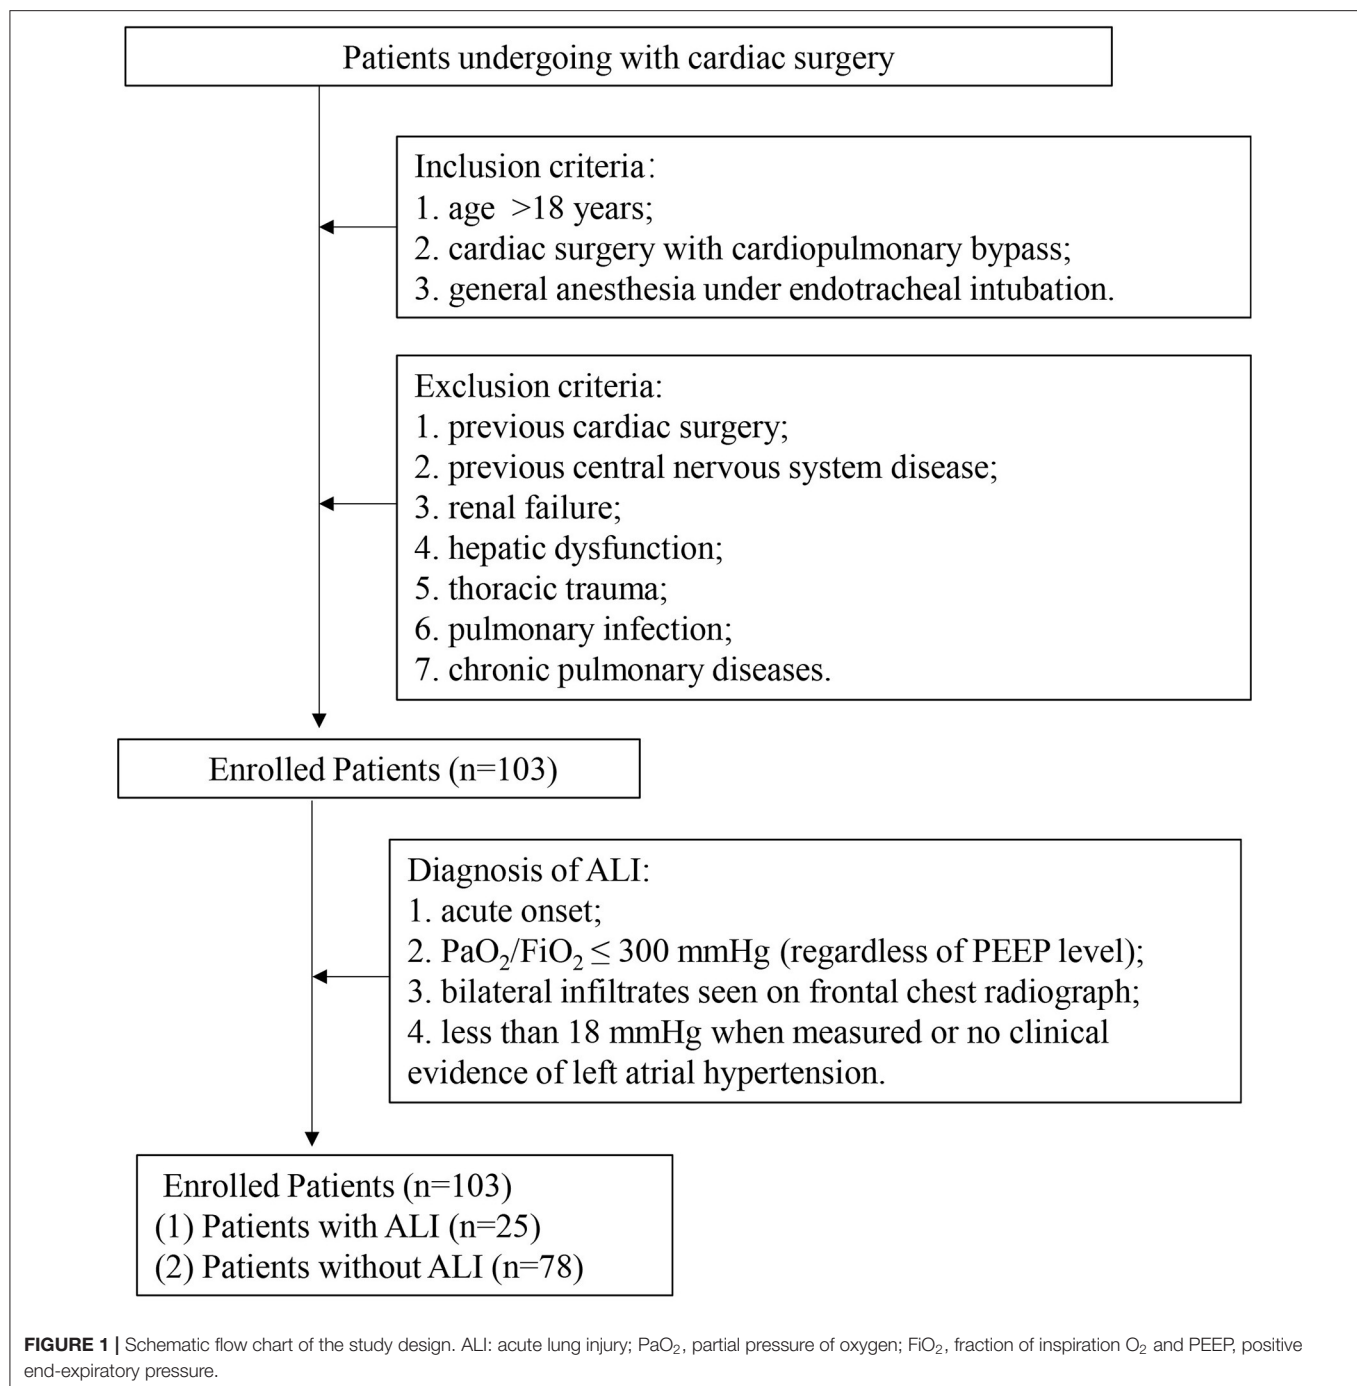 Patients undergoing with cardiac surgery
Inclusion criteria:
1. age >18 years;
2. cardiac surgery with cardiopulmonary bypass;
3. general anesthesia under endotracheal intubation.
Exclusion criteria:
1. previous cardiac surgery;
2. previous central nervous system disease;
3. renal failure;
4. hepatic dysfunction;
5. thoracic trauma;
6. pulmonary infection;
7. chronic pulmonary diseases.
Enrolled Patients (n=103)
Diagnosis of ALI:
1. acute onset;
2. PaO₂/FiO₂ ≤ 300 mmHg (regardless of PEEP level);
3. bilateral infiltrates seen on frontal chest radiograph;
4. less than 18 mmHg when measured or no clinical
evidence of left atrial hypertension.
Enrolled Patients (n=103)
(1) Patients with ALI (n=25)
(2) Patients without ALI (n=78)
FIGURE 1 | Schematic flow chart of the study design. ALI: acute lung injury; PaO₂, partial pressure of oxygen; FiO₂, fraction of inspiration O₂ and PEEP, positive
end-expiratory pressure.